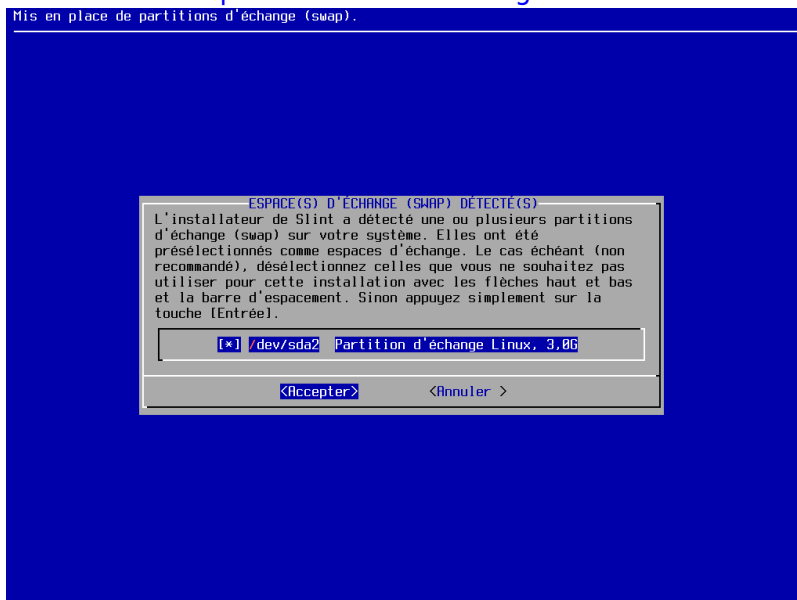 Mis en place de partitions d'échange (swap).
ESPACE(S) D'ÉCHANGE (SWAP) DÉTECTÉ(S)
L'installateur de Slint a détecté une ou plusieurs partitions
d'échange (swap) sur votre système. Elles ont été
présélectionnés comme espaces d'échange. Le cas échéant (non
recommandé), désélectionnez celles que vous ne souhaitez pas
utiliser pour cette installation avec les flèches haut et bas
et la barre d'espacement. Sinon appuyez simplement sur la
touche [Entrée].
[*] /dev/sda2 Partition d'échange Linux, 3,0G
<Accepter> <Annuler >